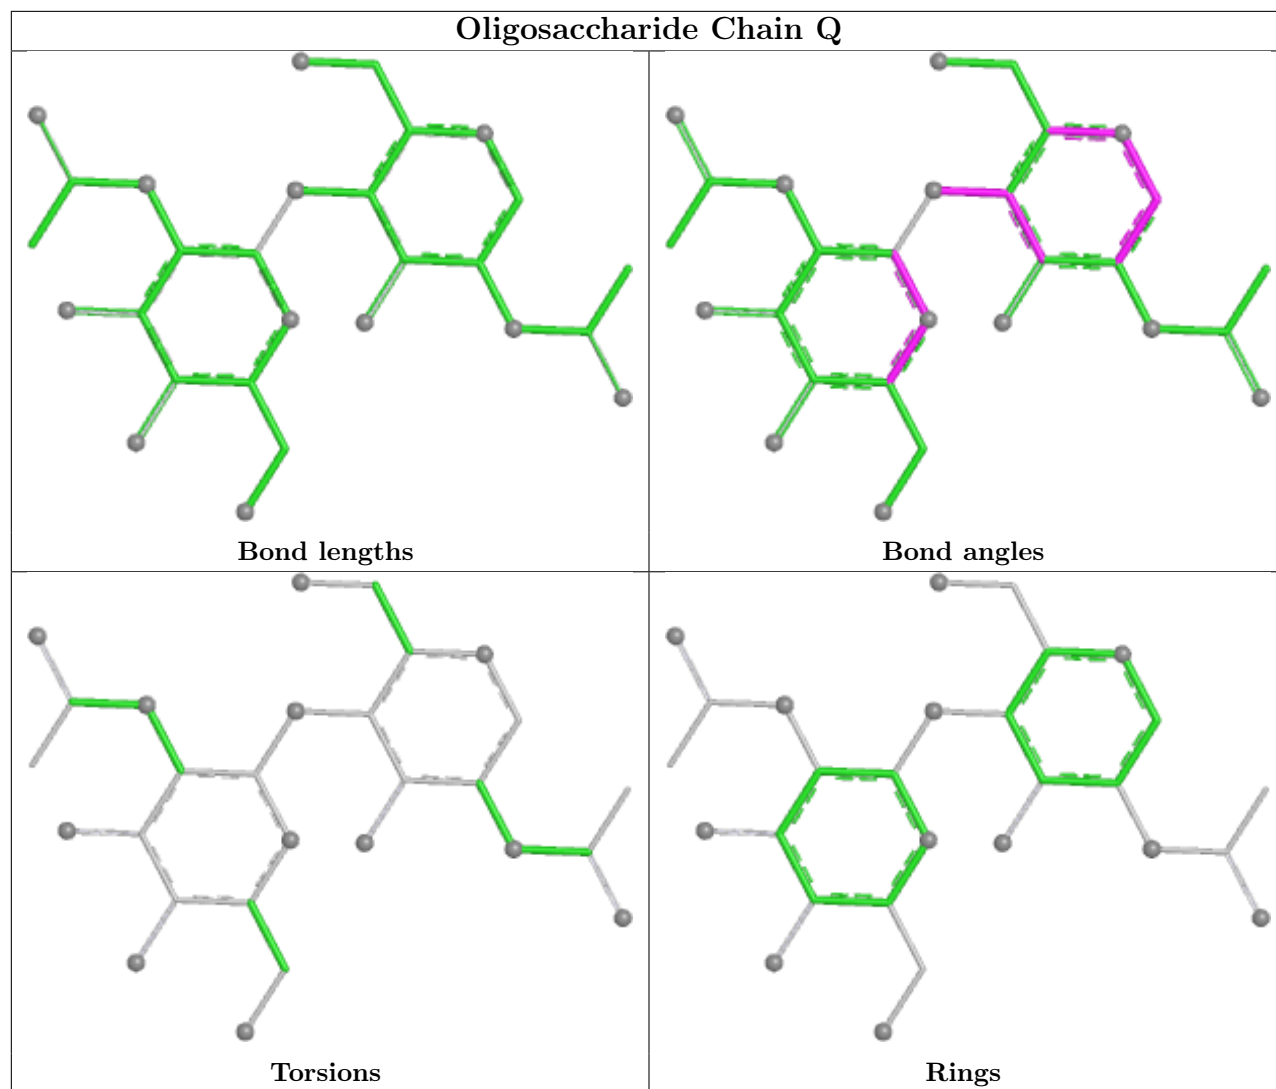 Oligosaccharide Chain Q
Bond lengths
Bond angles
Torsions
Rings